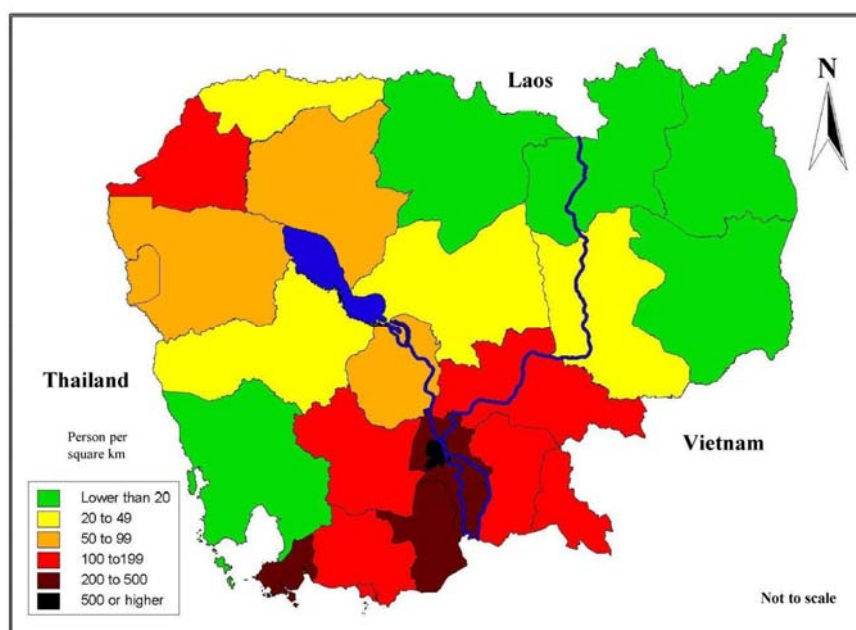 Laos
N
Thailand
Vietnam
Person per
square km
Lower than 20
20 to 49
50 to 99
100 to199
200 to 500
500 or higher
Not to scale